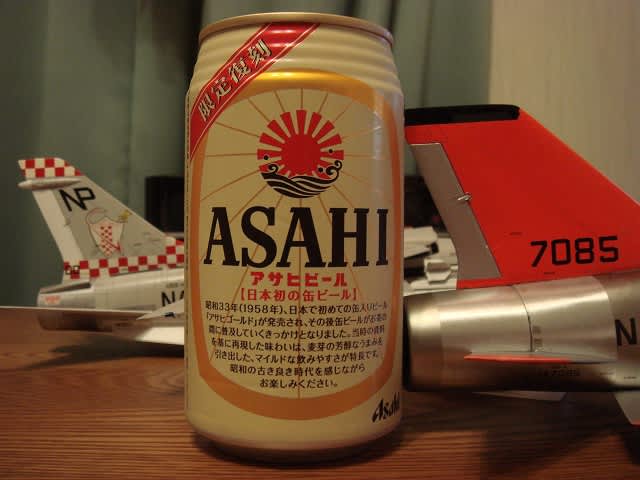 限定復刻
ASAHI
アサヒビール
【日本初の缶ビール】
昭和33年(1958年)、日本で初めての缶入りビール
「アサヒゴールド」が発売され、その後缶ビールがお茶の
間に普及していくきっかけとなりました。当時の資料
を基に再現した味わいは、麦芽の芳醇なうまみを
引き出した、マイルドな飲みやすさが特長です。
昭和の古き良き時代を感じながら
お楽しみください。
Asahi
NP
7085